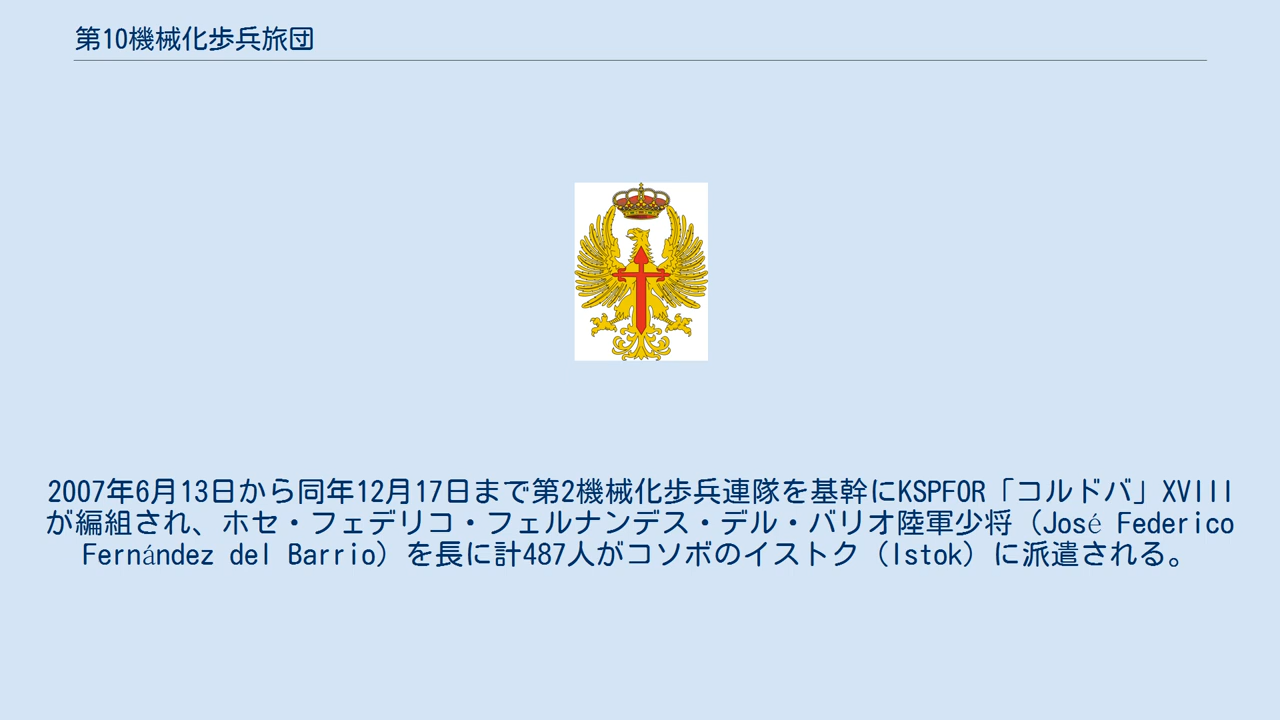 第10機械化歩兵旅団
2007年6月13日から同年12月17日まで第2機械化歩兵連隊を基幹にKSPFOR「コルドバ」XVIII
が編組され、ホセ・フェデリコ・フェルナンデス・デル・バリオ陸軍少将（José Federico
Fernández del Barrio）を長に計487人がコソボのイストク（Istok）に派遣される。